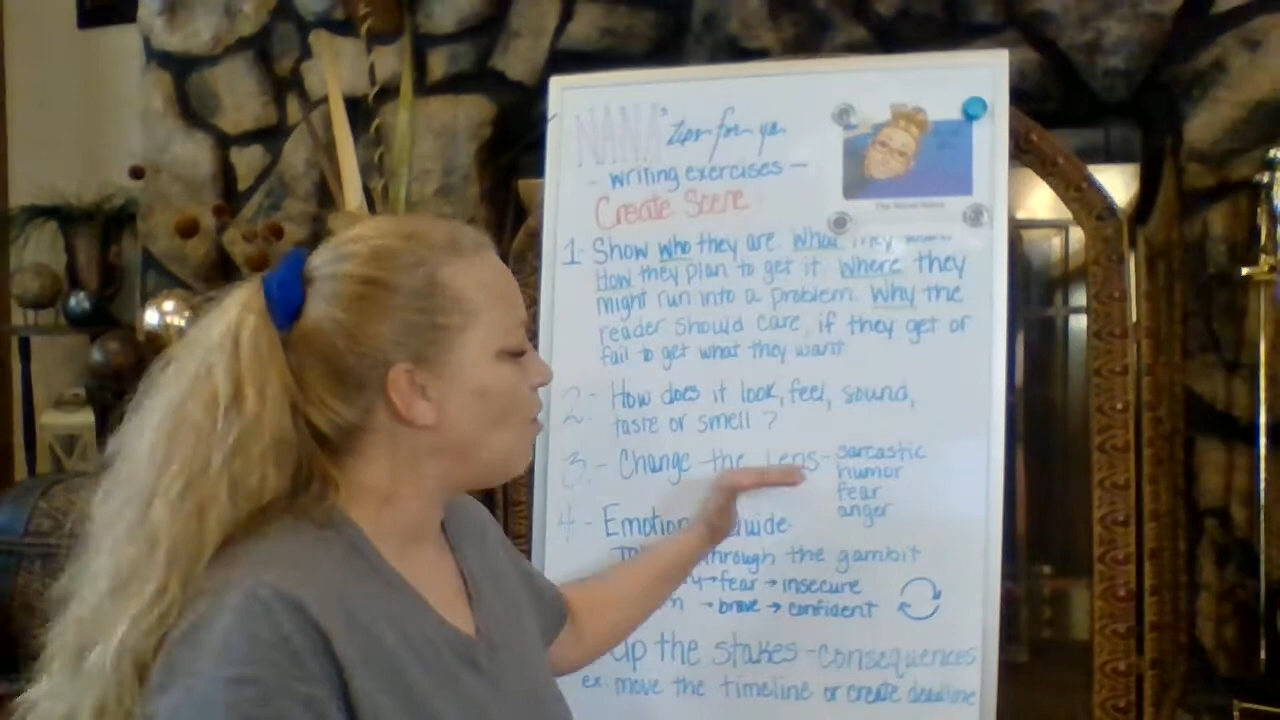 NANA's tips for ya
- writing exercises -
Create Scene
1- Show who they are. What They
How they plan to get it. Where they
might run into a problem. Why the
reader should care, if they get or
fail to get what they want
2- How does it look, feel, sound,
taste or smell?
3.- Change the Lens- sarcastic
humor
fear
anger
4- Emotion
through the gambit
→fear → insecure
→ brave → confident
Up the stakes -consequences
ex. move the timeline or create deadline